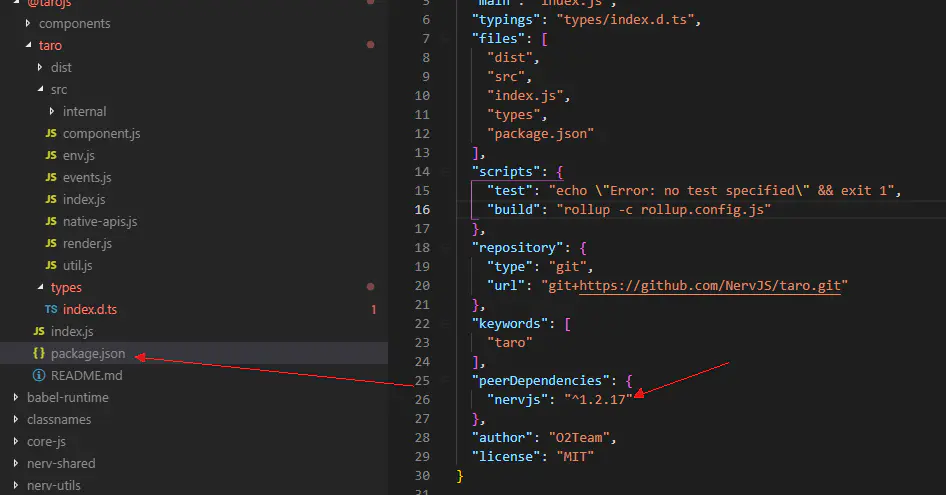 @tarojs
components
taro
dist
src
internal
JS component.js
JS env.js
JS events.js
JS index.js
JS native-apis.js
JS render.js
JS util.js
types
TS index.d.ts 1
JS index.js
{} package.json
README.md
babel-runtime
classnames
core-js
nerv-shared
nerv-utils
5 "main": "index.js",
6 "typings": "types/index.d.ts",
7 "files": [
8 "dist",
9 "src",
10 "index.js",
11 "types",
12 "package.json"
13 ],
14 "scripts": {
15 "test": "echo \"Error: no test specified\" && exit 1",
16 "build": "rollup -c rollup.config.js"
17 },
18 "repository": {
19 "type": "git",
20 "url": "git+https://github.com/NervJS/taro.git"
21 },
22 "keywords": [
23 "taro"
24 ],
25 "peerDependencies": {
26 "nervjs": "^1.2.17"
27 },
28 "author": "O2Team",
29 "license": "MIT"
30 }
31